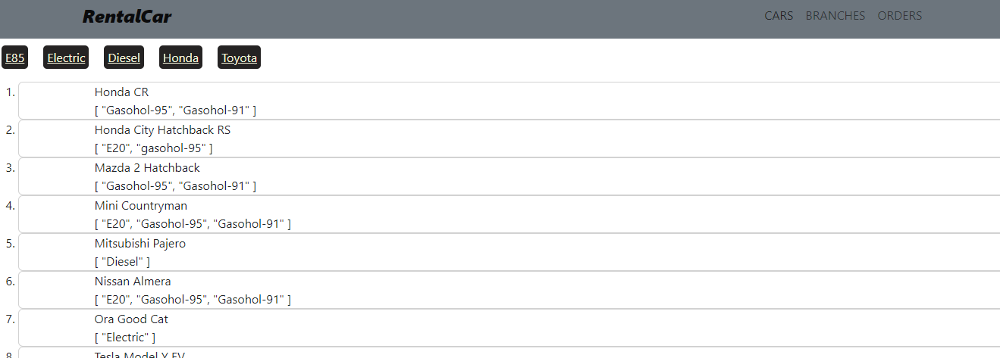 RentalCar
CARS BRANCHES ORDERS
E85 Electric Diesel Honda Toyota
1. Honda CR
[ "Gasohol-95", "Gasohol-91" ]
2. Honda City Hatchback RS
[ "E20", "gasohol-95" ]
3. Mazda 2 Hatchback
[ "Gasohol-95", "Gasohol-91" ]
4. Mini Countryman
[ "E20", "Gasohol-95", "Gasohol-91" ]
5. Mitsubishi Pajero
[ "Diesel" ]
6. Nissan Almera
[ "E20", "Gasohol-95", "Gasohol-91" ]
7. Ora Good Cat
[ "Electric" ]
8. Tesla Model Y EV